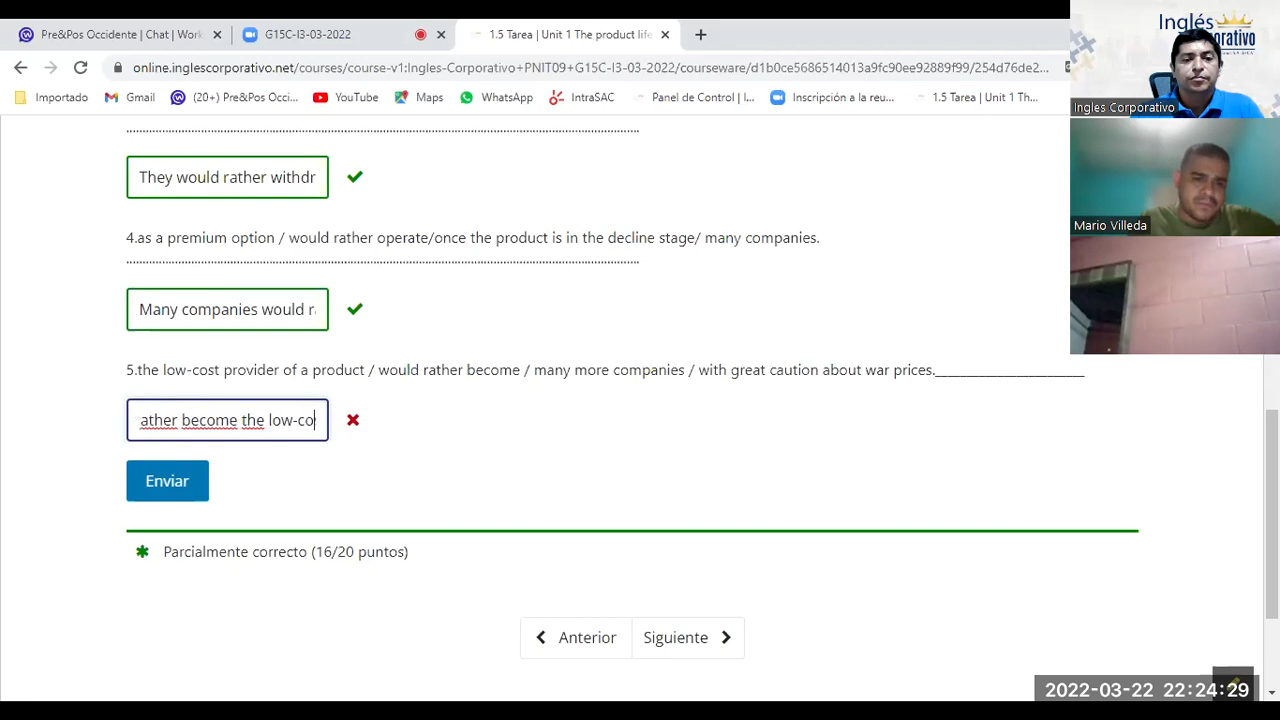 Pre&Pos Occidente | Chat | Work
G15C-I3-03-2022
1.5 Tarea | Unit 1 The product life
online.inglescorporativo.net/courses/course-v1:Ingles-Corporativo+PNIT09+G15C-I3-03-2022/courseware/d1b0ce5686514013a9fc90ee92889f99/254d76de2...
Importado
Gmail
(20+) Pre&Pos Occi...
YouTube
Maps
WhatsApp
IntraSAC
Panel de Control | I...
Inscripción a la reu...
1.5 Tarea | Unit 1 Th...
Inglés
Ingles Corporativo
Mario Villeda
They would rather withdr
4.as a premium option / would rather operate/once the product is in the decline stage/ many companies.
Many companies would r
5.the low-cost provider of a product / would rather become / many more companies / with great caution about war prices.______________________
ather become the low-co
Enviar
Parcialmente correcto (16/20 puntos)
Anterior
Siguiente
2022-03-22 22:24:29